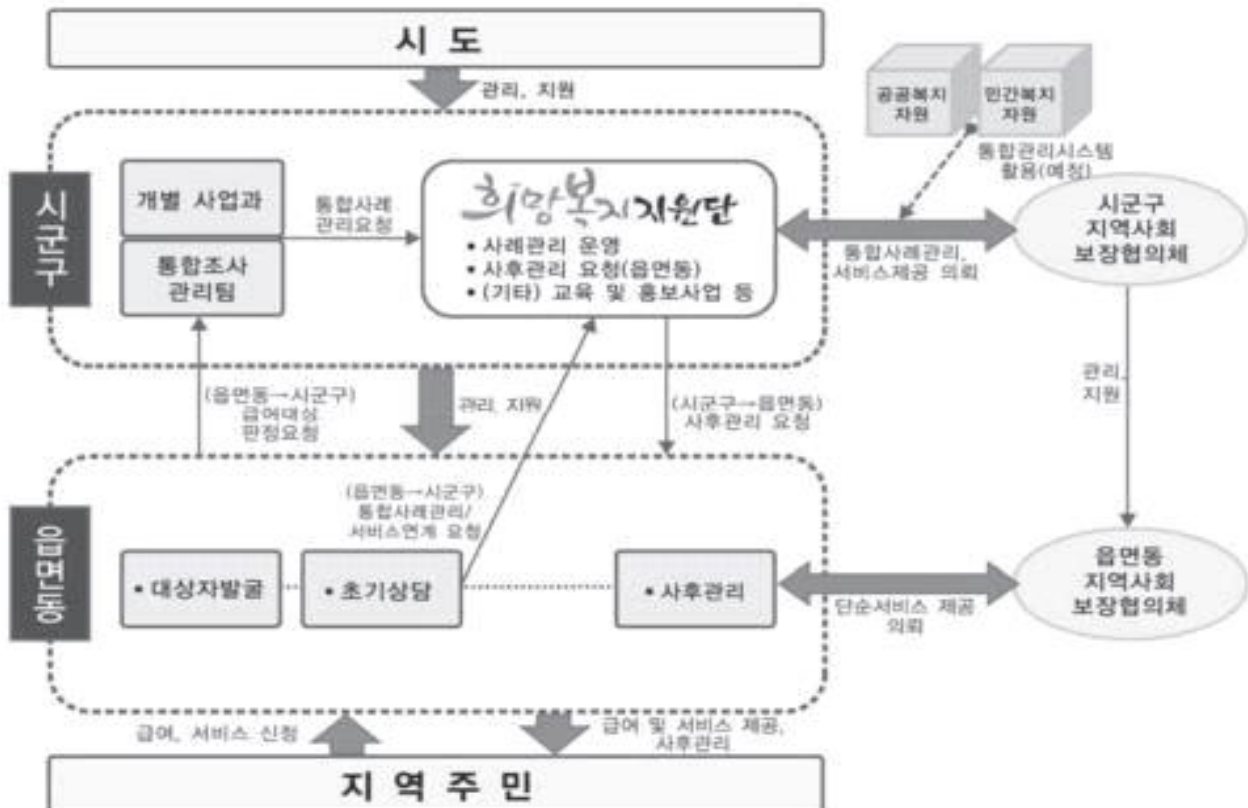 시 도
관리, 지원
공공복지
자원
민간복지
자원
통합관리시스템
활용(예정)
시군구
개별 사업과
통합조사
관리팀
통합사례
관리요청
희망복지지원단
• 사례관리 운영
• 사후관리 요청(읍면동)
• (기타) 교육 및 홍보사업 등
통합사례관리,
서비스제공 의뢰
시군구
지역사회
보장협의체
(읍면동→시군구)
급여대상
판정요청
관리, 지원
(시군구→읍면동)
사후관리 요청
관리,
지원
읍면동
(읍면동→시군구)
통합사례관리/
서비스연계 요청
• 대상자발굴
• 초기상담
• 사후관리
단순서비스 제공
의뢰
읍면동
지역사회
보장협의체
급여, 서비스 신청
급여 및 서비스 제공,
사후관리
지 역 주 민